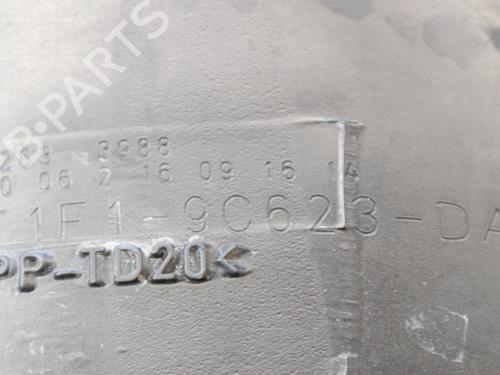 B-PARTS
3988
0 06 2 16 09 16 14
1F1-9C623-DA
PP-TD20<